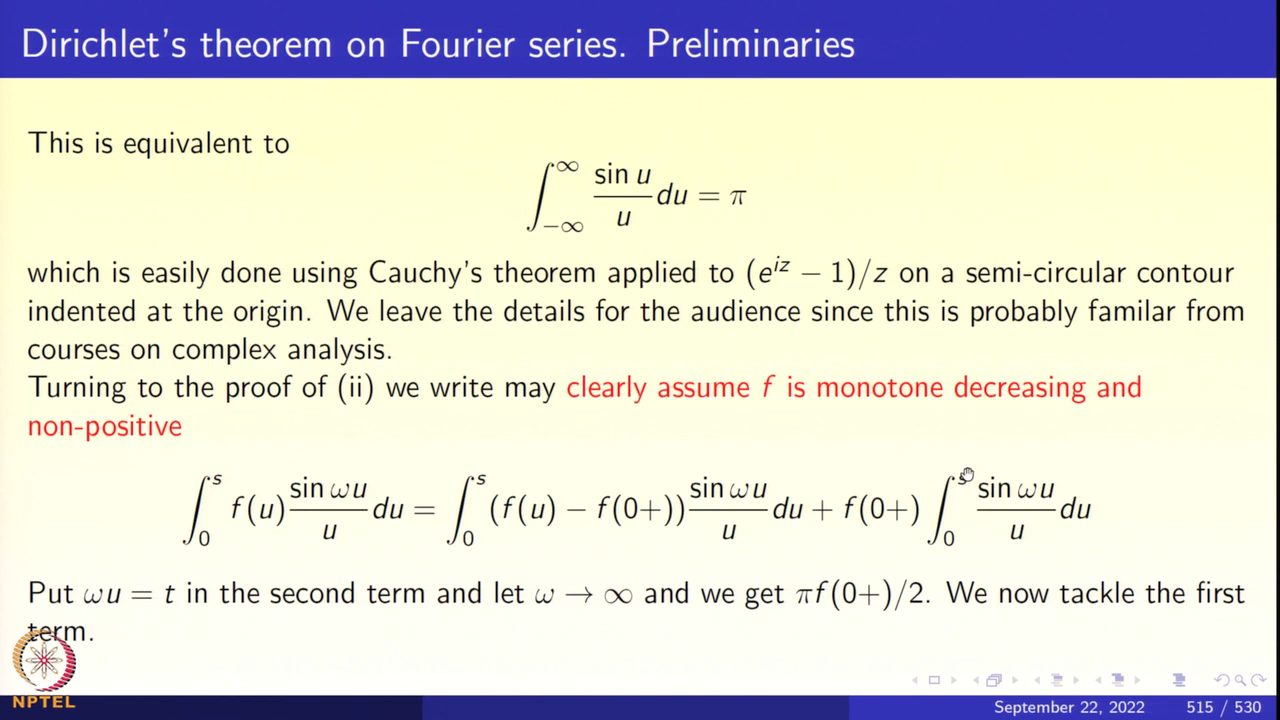 Dirichlet's theorem on Fourier series. Preliminaries
This is equivalent to
∫_{−∞}^{∞} sin u / u du = π
which is easily done using Cauchy's theorem applied to (e^{iz} − 1)/z on a semi-circular contour
indented at the origin. We leave the details for the audience since this is probably familar from
courses on complex analysis.
Turning to the proof of (ii) we write may clearly assume f is monotone decreasing and
non-positive
∫_0^s f(u) sin ωu / u du = ∫_0^s (f(u) − f(0+)) sin ωu / u du + f(0+) ∫_0^s sin ωu / u du
Put ωu = t in the second term and let ω → ∞ and we get πf(0+)/2. We now tackle the first
term.
NPTEL
September 22, 2022 515 / 530